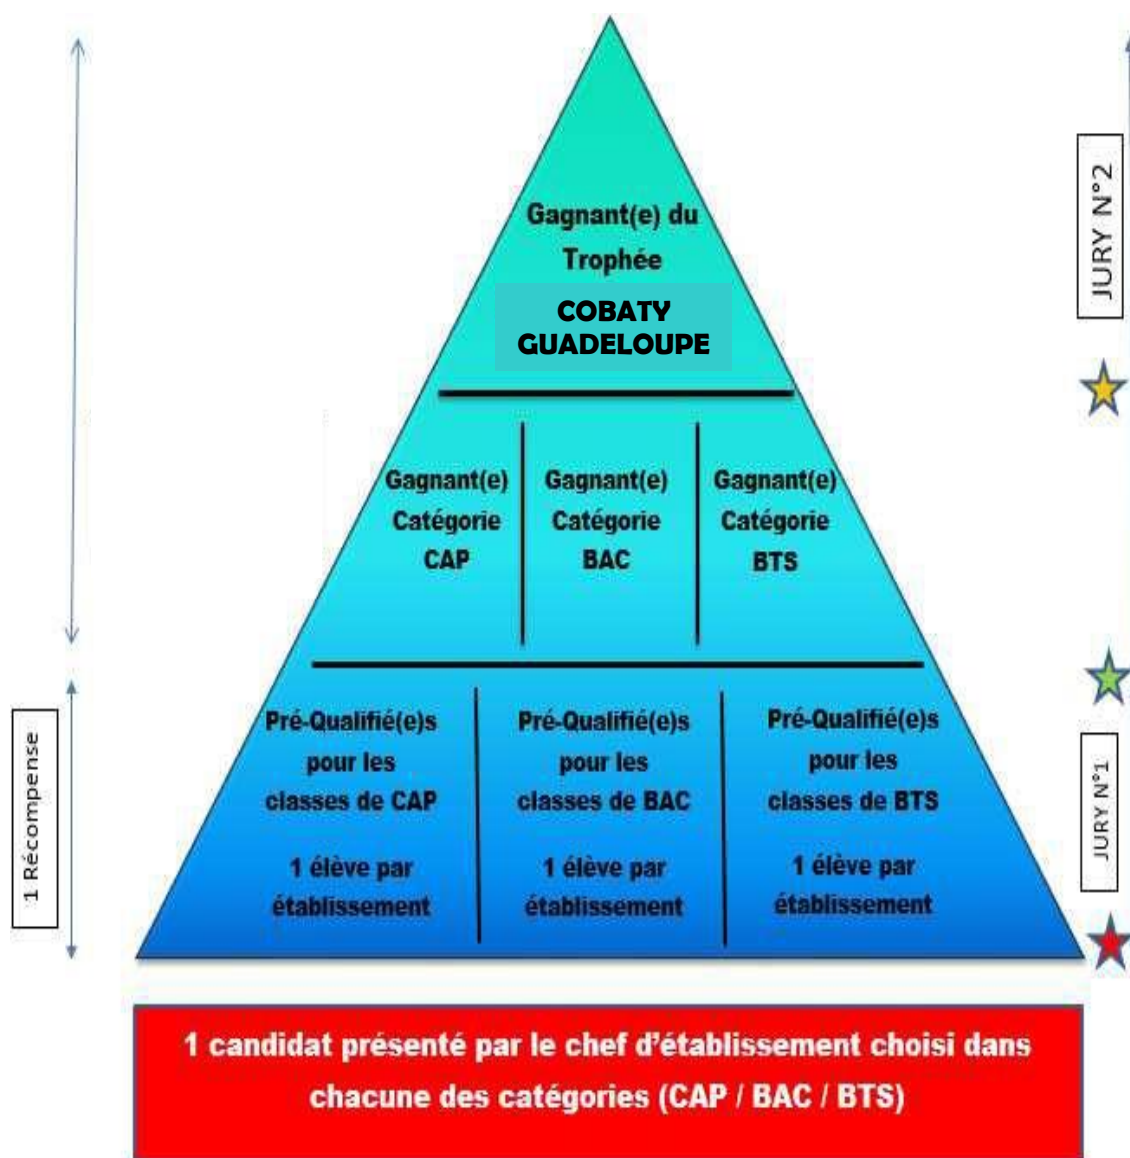 Gagnant(e) du
Trophée
COBATY
GUADELOUPE
JURY N°2
Gagnant(e)
Catégorie
CAP
Gagnant(e)
Catégorie
BAC
Gagnant(e)
Catégorie
BTS
1 Récompense
Pré-Qualifié(e)s
pour les
classes de CAP
1 élève par
établissement
Pré-Qualifié(e)s
pour les
classes de BAC
1 élève par
établissement
Pré-Qualifié(e)s
pour les
classes de BTS
1 élève par
établissement
JURY N°1
1 candidat présenté par le chef d'établissement choisi dans
chacune des catégories (CAP / BAC / BTS)